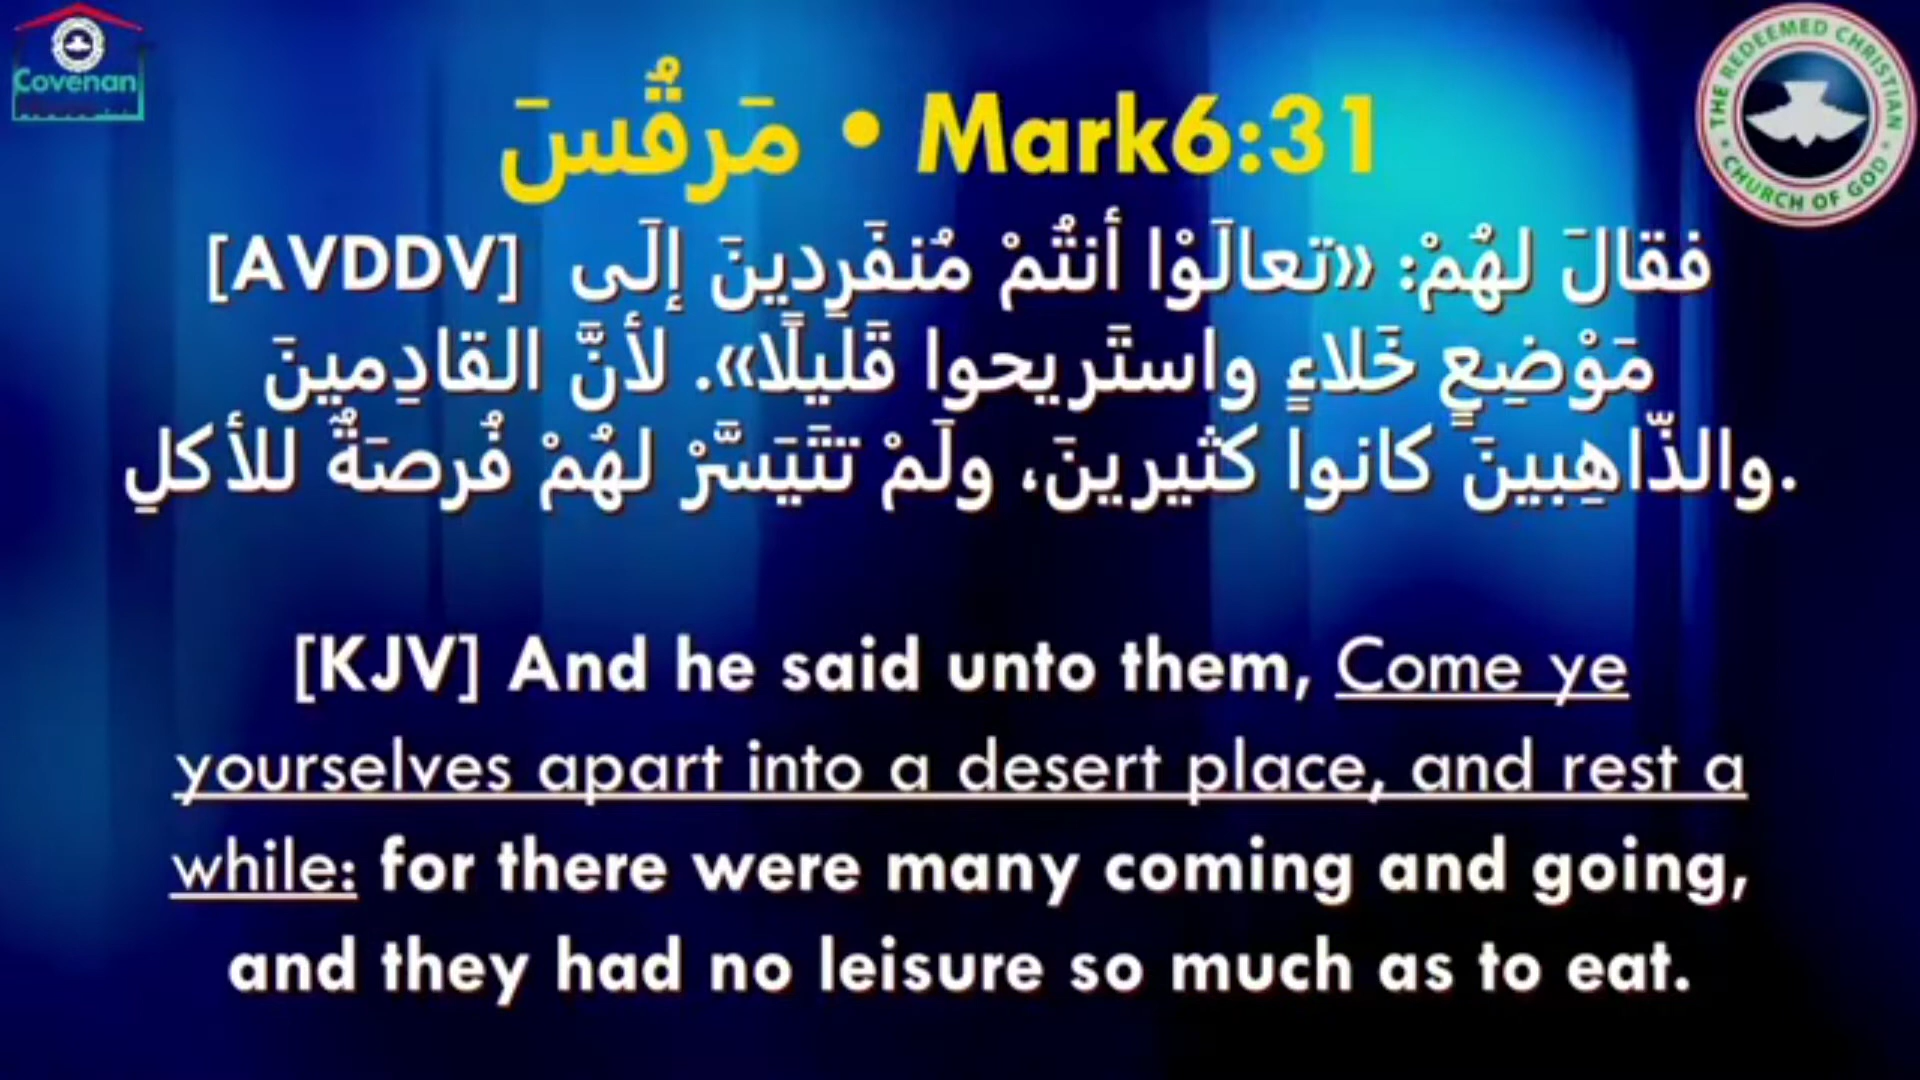 Covenan
THE REDEEMED CHRISTIAN CHURCH OF GOD
مَرقُسَ • Mark6:31
[AVDDV] فقالَ لهُمْ: «تعالَوْا أنتُمْ مُنفَرِدينَ إلَى
مَوْضِعٍ خَلاءٍ واستَريحوا قَليلًا». لأنَّ القادِمينَ
والذّاهِبينَ كانوا كثيرينَ، ولَمْ تتَيَسَّرْ لهُمْ فُرصَةٌ للأكلِ.
[KJV] And he said unto them, Come ye
yourselves apart into a desert place, and rest a
while: for there were many coming and going,
and they had no leisure so much as to eat.